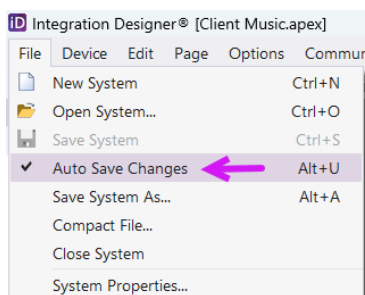 iD Integration Designer® [Client Music.apex]
File Device Edit Page Options Commun
New System Ctrl+N
Open System... Ctrl+O
Save System Ctrl+S
Auto Save Changes Alt+U
Save System As... Alt+A
Compact File...
Close System
System Properties...